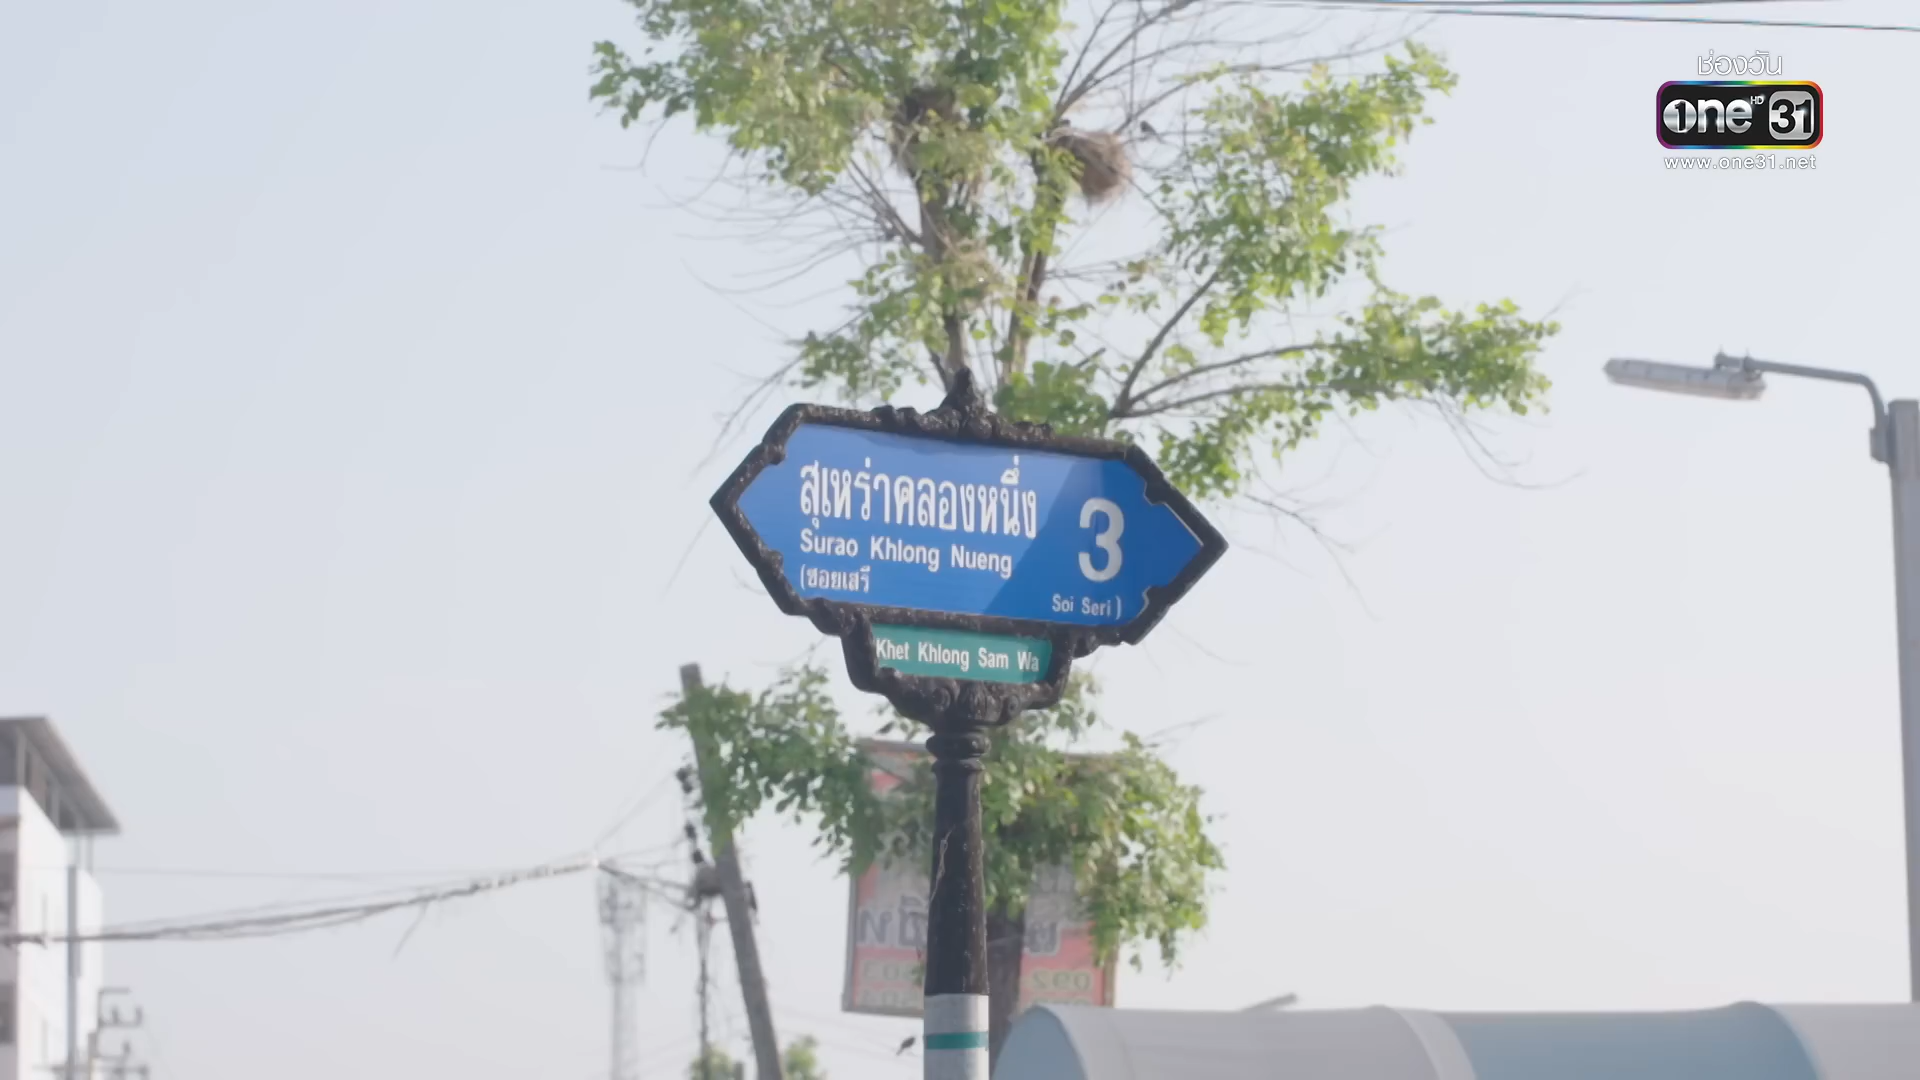 ช่องวัน
one HD 31
www.one31.net
สุเหร่าคลองหนึ่ง 3
Surao Khlong Nueng
(ซอยเสรี Soi Seri)
Khet Khlong Sam Wa